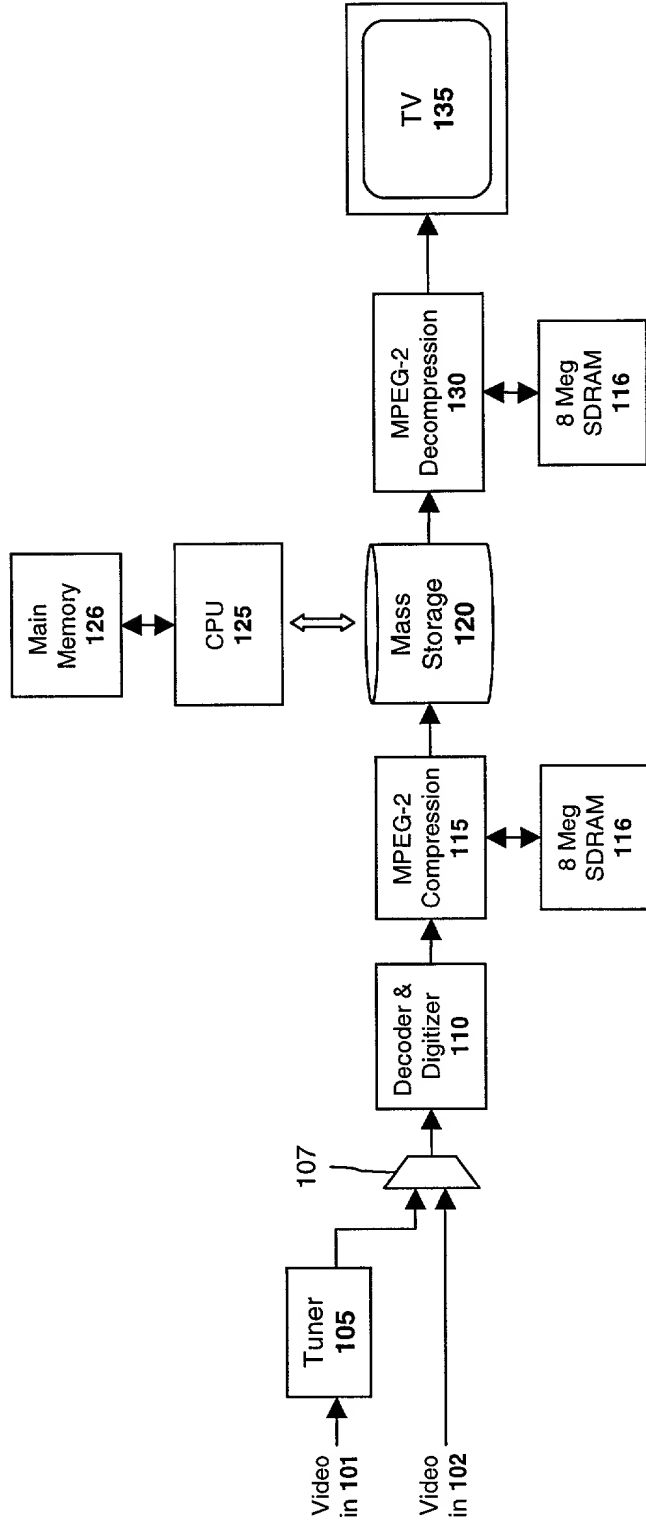 Video
in 101
Video
in 102
Tuner
105
107
Decoder &
Digitizer
110
MPEG-2
Compression
115
8 Meg
SDRAM
116
Main
Memory
126
CPU
125
Mass
Storage
120
MPEG-2
Decompression
130
8 Meg
SDRAM
116
TV
135